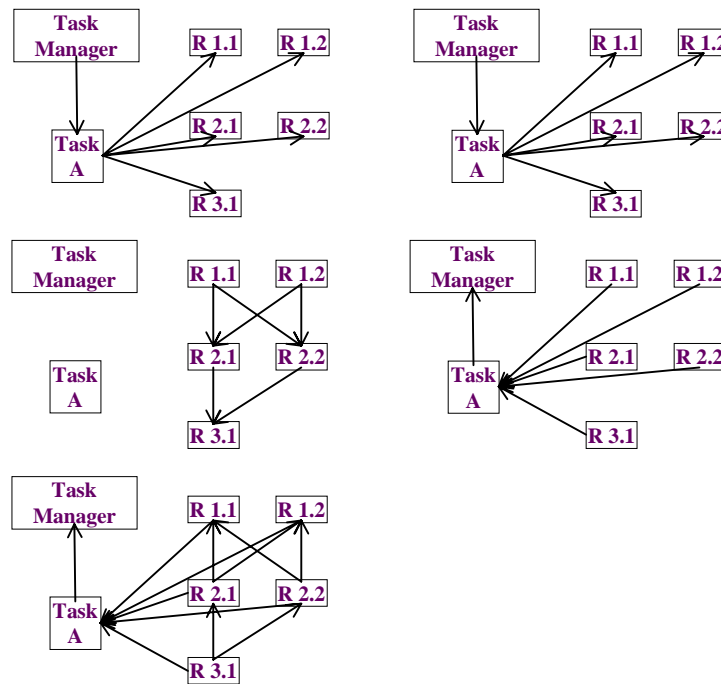 Task
Manager
R 1.1
R 1.2
R 2.1
R 2.2
Task
A
R 3.1
Task
Manager
R 1.1
R 1.2
R 2.1
R 2.2
Task
A
R 3.1
Task
Manager
R 1.1
R 1.2
R 2.1
R 2.2
Task
A
R 3.1
Task
Manager
R 1.1
R 1.2
R 2.1
R 2.2
Task
A
R 3.1
Task
Manager
R 1.1
R 1.2
R 2.1
R 2.2
Task
A
R 3.1